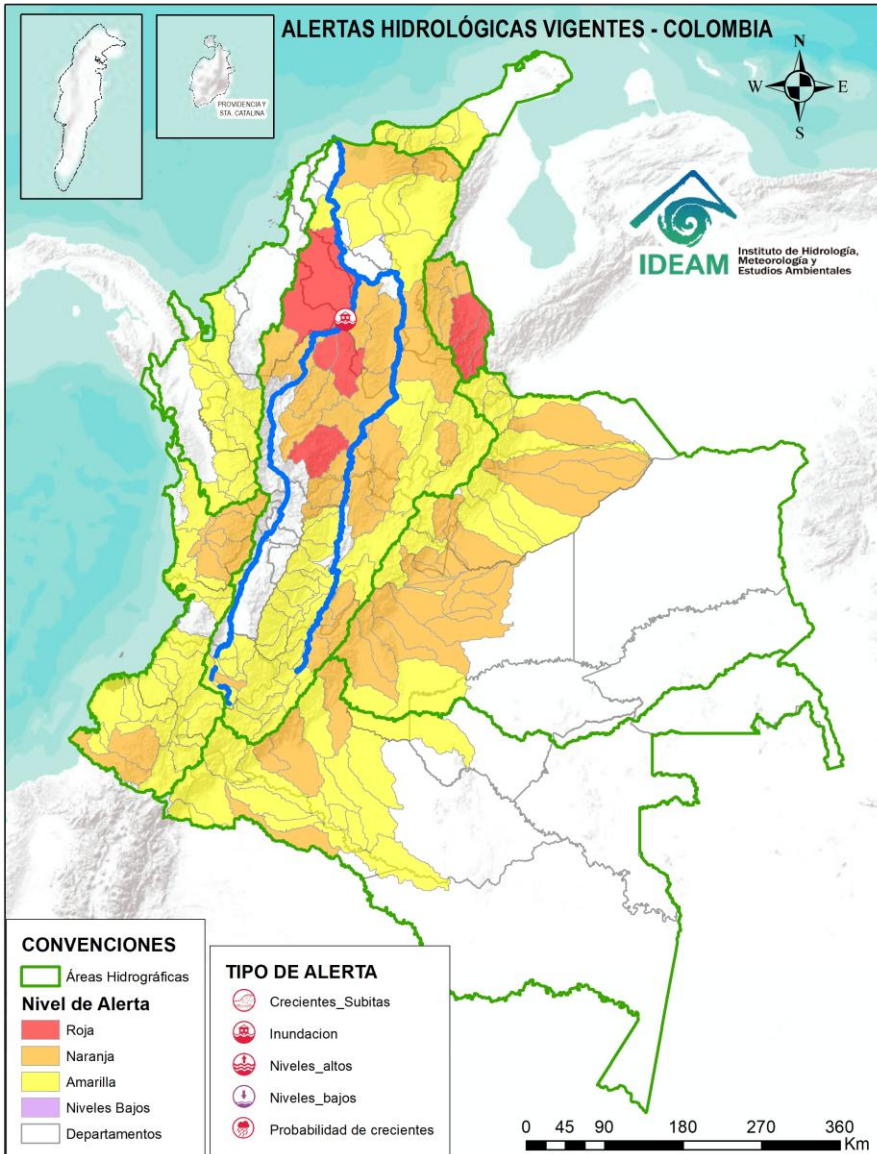 ALERTAS HIDROLÓGICAS VIGENTES - COLOMBIA
PROVIDENCIA Y
STA. CATALINA
N
W
E
S
IDEAM
Instituto de Hidrología,
Meteorología y
Estudios Ambientales
CONVENCIONES
Áreas Hidrográficas
Nivel de Alerta
Roja
Naranja
Amarilla
Niveles Bajos
Departamentos
TIPO DE ALERTA
Crecientes_Subitas
Inundacion
Niveles_altos
Niveles_bajos
Probabilidad de crecientes
0 45 90 180 270 360
Km